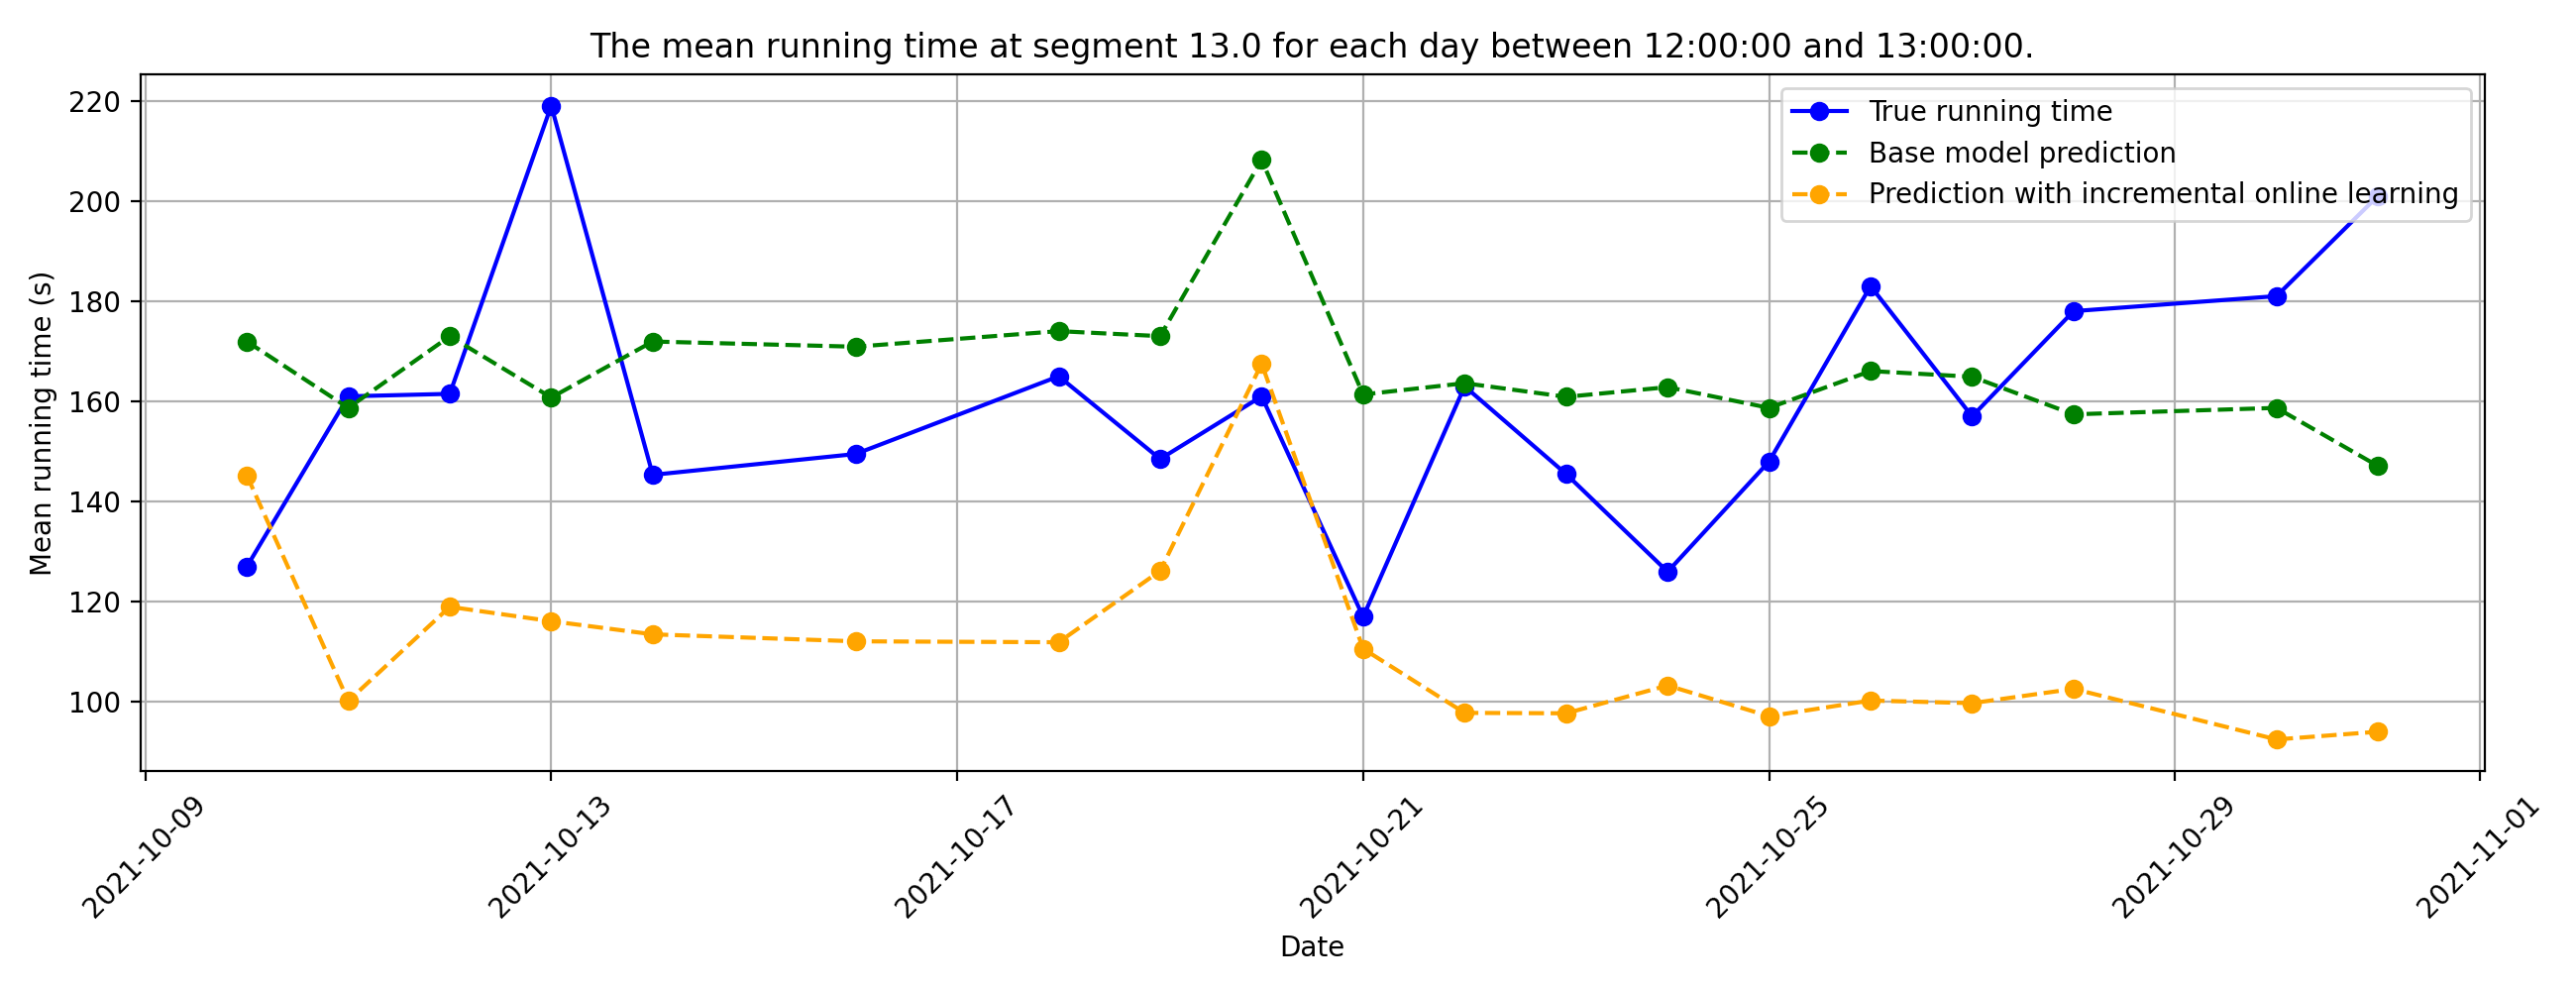 The mean running time at segment 13.0 for each day between 12:00:00 and 13:00:00.
True running time
Base model prediction
Prediction with incremental online learning
Mean running time (s)
220
200
180
160
140
120
100
2021-10-09
2021-10-13
2021-10-17
2021-10-21
2021-10-25
2021-10-29
2021-11-01
Date